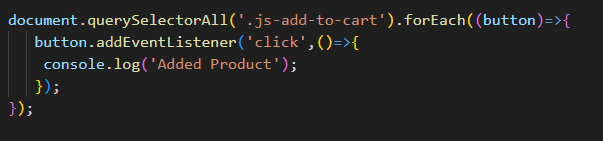 document.querySelectorAll('.js-add-to-cart').forEach((button)=>{
   button.addEventListener('click',()=>{
    console.log('Added Product');
   });
});